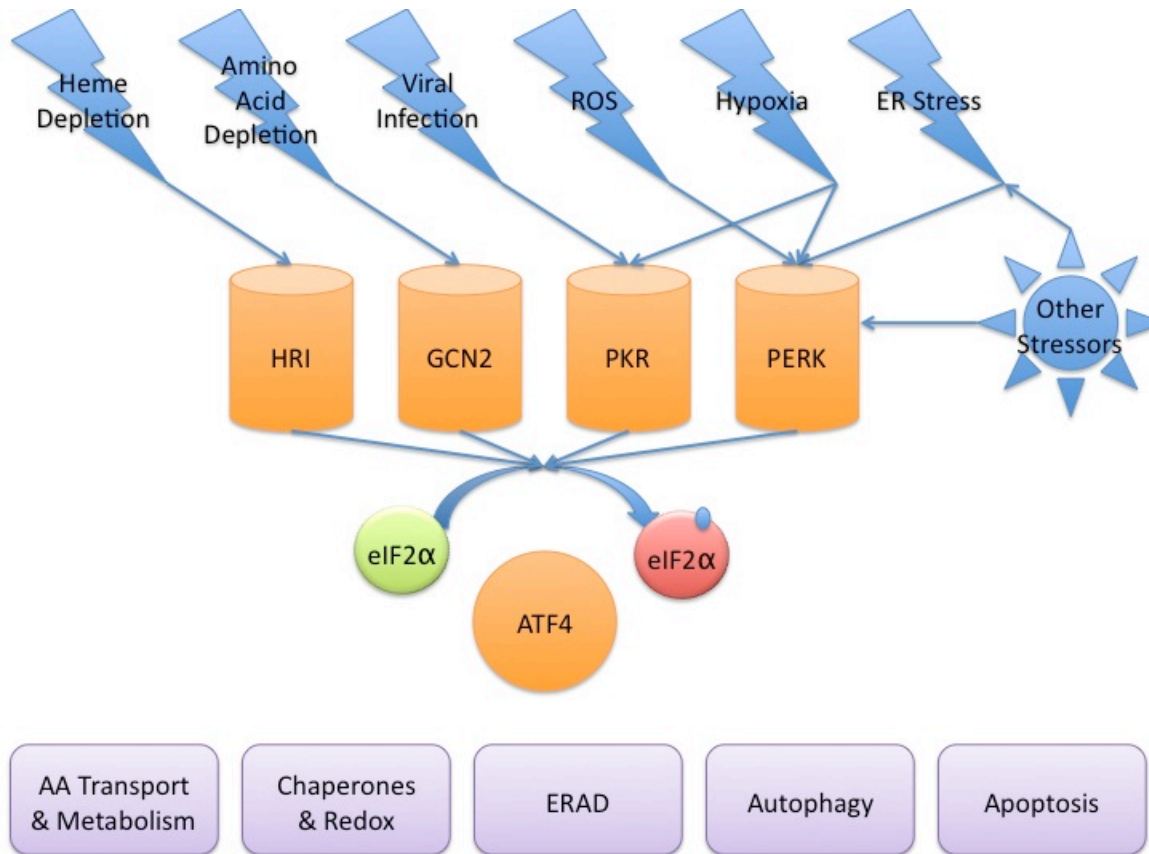 Heme
Depletion
Amino
Acid
Depletion
Viral
Infection
ROS
Hypoxia
ER Stress
Other
Stressors
HRI
GCN2
PKR
PERK
eIF2α
eIF2α
ATF4
AA Transport
& Metabolism
Chaperones
& Redox
ERAD
Autophagy
Apoptosis